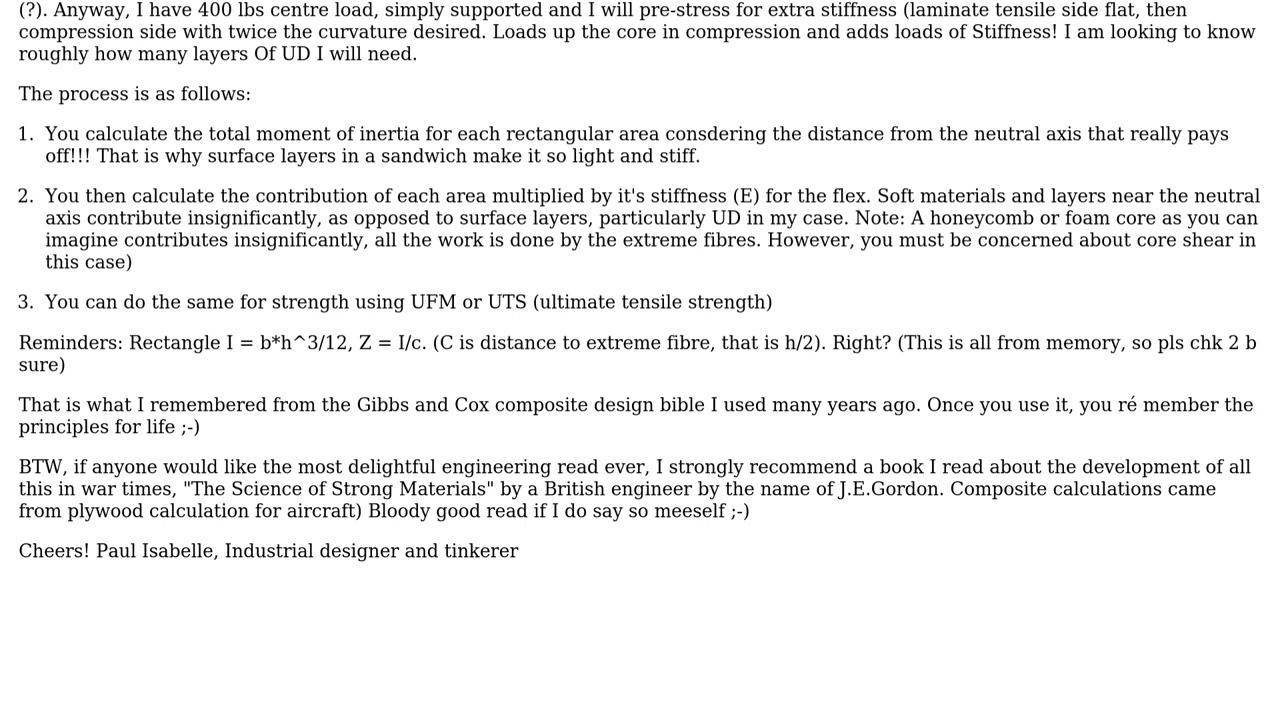 (?). Anyway, I have 400 lbs centre load, simply supported and I will pre-stress for extra stiffness (laminate tensile side flat, then
compression side with twice the curvature desired. Loads up the core in compression and adds loads of Stiffness! I am looking to know
roughly how many layers Of UD I will need.
The process is as follows:
1. You calculate the total moment of inertia for each rectangular area consdering the distance from the neutral axis that really pays
off!!! That is why surface layers in a sandwich make it so light and stiff.
2. You then calculate the contribution of each area multiplied by it's stiffness (E) for the flex. Soft materials and layers near the neutral
axis contribute insignificantly, as opposed to surface layers, particularly UD in my case. Note: A honeycomb or foam core as you can
imagine contributes insignificantly, all the work is done by the extreme fibres. However, you must be concerned about core shear in
this case)
3. You can do the same for strength using UFM or UTS (ultimate tensile strength)
Reminders: Rectangle I = b*h^3/12, Z = I/c. (C is distance to extreme fibre, that is h/2). Right? (This is all from memory, so pls chk 2 b
sure)
That is what I remembered from the Gibbs and Cox composite design bible I used many years ago. Once you use it, you ré member the
principles for life ;-)
BTW, if anyone would like the most delightful engineering read ever, I strongly recommend a book I read about the development of all
this in war times, "The Science of Strong Materials" by a British engineer by the name of J.E.Gordon. Composite calculations came
from plywood calculation for aircraft) Bloody good read if I do say so meeself ;-)
Cheers! Paul Isabelle, Industrial designer and tinkerer